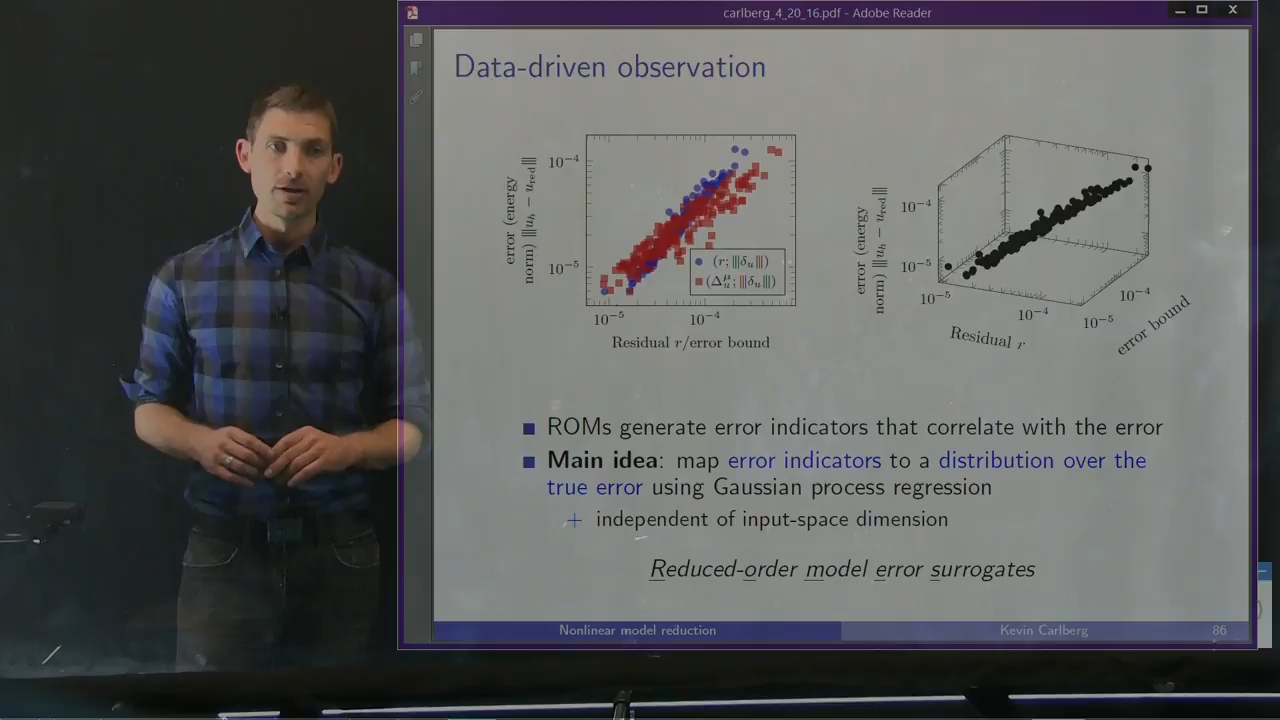 carlberg_4_20_16.pdf - Adobe Reader
Data-driven observation
error (energy
norm) |||u_h − u_red|||
10^−4
10^−5
(r; |||δ_u|||)
(Δ_u^μ; |||δ_u|||)
10^−5
10^−4
Residual r/error bound
error (energy
norm) |||u_h − u_red|||
10^−4
10^−5
10^−5
10^−4
10^−5
10^−4
Residual r
error bound
■ ROMs generate error indicators that correlate with the error
■ Main idea: map error indicators to a distribution over the
true error using Gaussian process regression
+ independent of input-space dimension
Reduced-order model error surrogates
Nonlinear model reduction
Kevin Carlberg
86